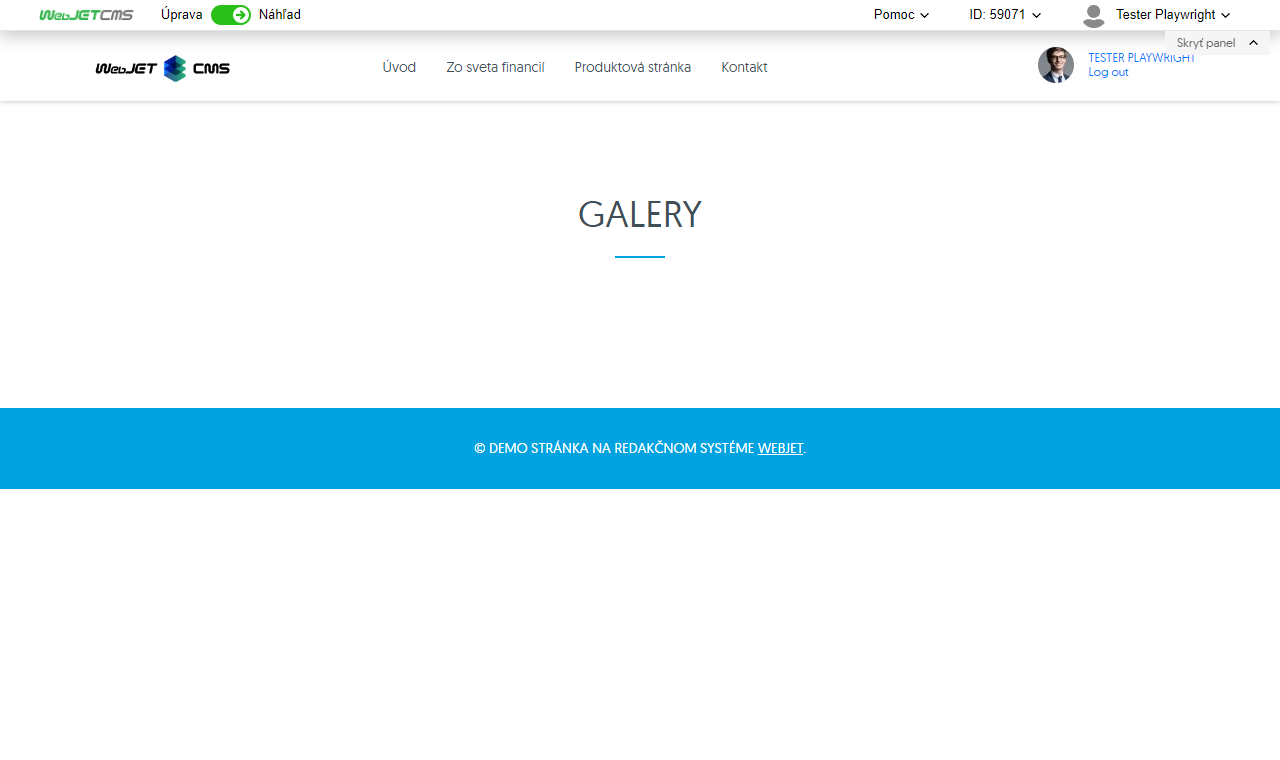 WebJETCMS Úprava Náhľad Pomoc ID: 59071 Tester Playwright
Skryť panel
WebJET CMS Úvod Zo sveta financií Produktová stránka Kontakt TESTER PLAYWRIGHT
Log out
GALERY
© DEMO STRÁNKA NA REDAKČNOM SYSTÉME WEBJET.